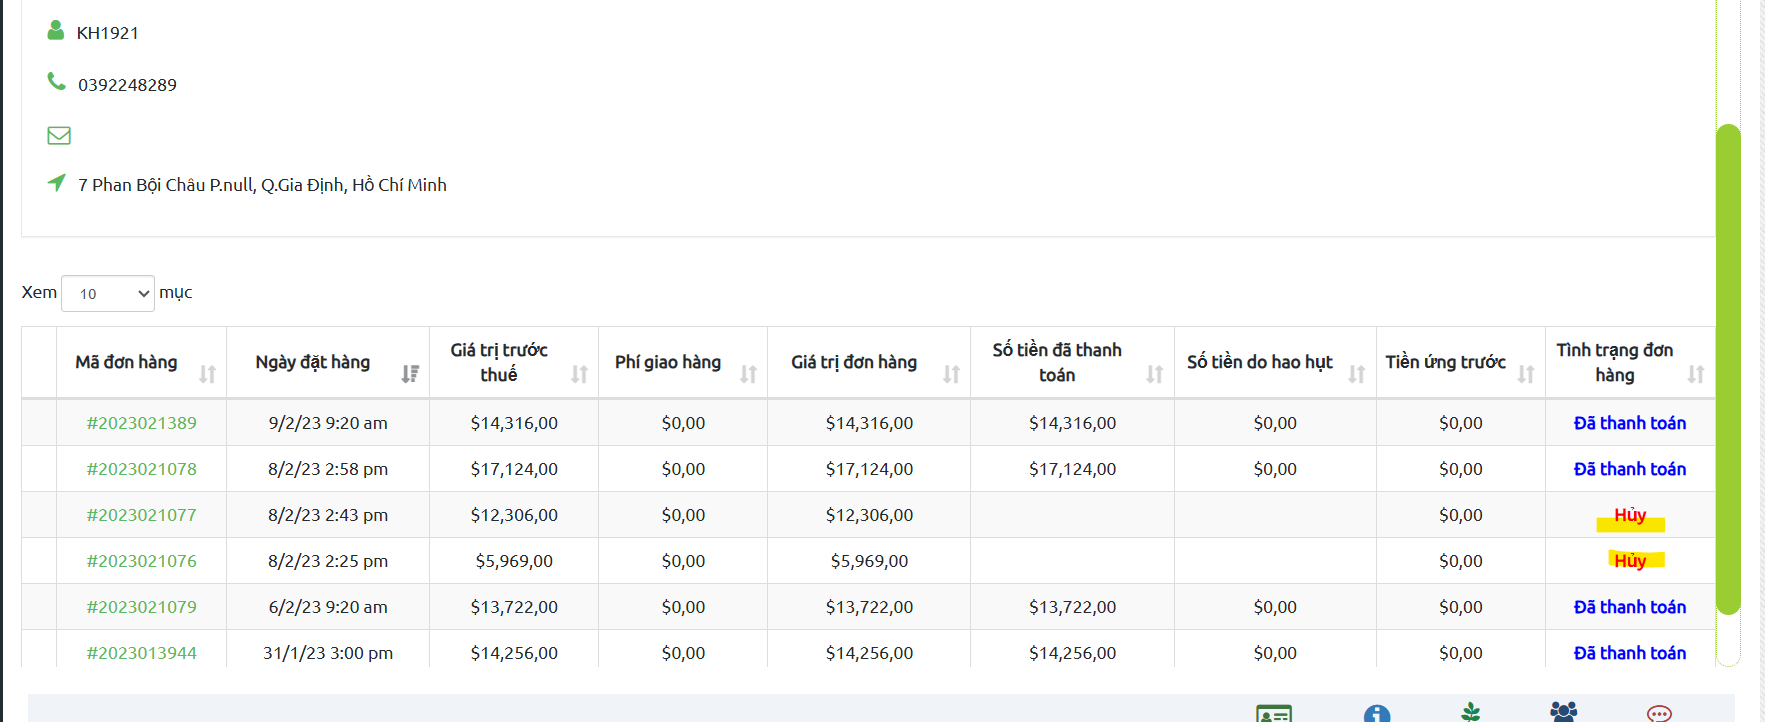 KH1921
0392248289
7 Phan Bội Châu P.null, Q.Gia Định, Hồ Chí Minh
Xem 10 mục
Mã đơn hàng Ngày đặt hàng Giá trị trước thuế Phí giao hàng Giá trị đơn hàng Số tiền đã thanh toán Số tiền do hao hụt Tiền ứng trước Tình trạng đơn hàng
#2023021389 9/2/23 9:20 am $14,316,00 $0,00 $14,316,00 $14,316,00 $0,00 $0,00 Đã thanh toán
#2023021078 8/2/23 2:58 pm $17,124,00 $0,00 $17,124,00 $17,124,00 $0,00 $0,00 Đã thanh toán
#2023021077 8/2/23 2:43 pm $12,306,00 $0,00 $12,306,00 $0,00 Hủy
#2023021076 8/2/23 2:25 pm $5,969,00 $0,00 $5,969,00 $0,00 Hủy
#2023021079 6/2/23 9:20 am $13,722,00 $0,00 $13,722,00 $13,722,00 $0,00 $0,00 Đã thanh toán
#2023013944 31/1/23 3:00 pm $14,256,00 $0,00 $14,256,00 $14,256,00 $0,00 $0,00 Đã thanh toán